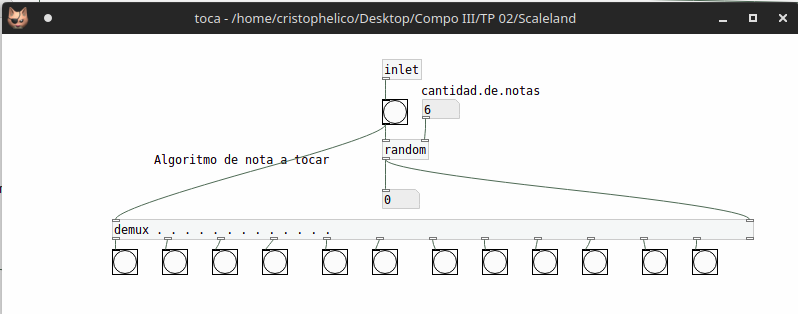 toca - /home/cristophelico/Desktop/Compo III/TP 02/Scaleland
inlet
cantidad.de.notas
6
random
Algoritmo de nota a tocar
0
demux . . . . . . . . . . . . .